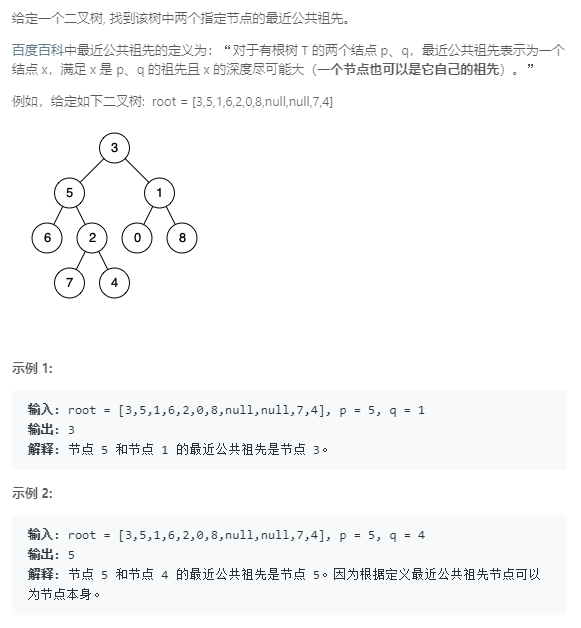 给定一个二叉树, 找到该树中两个指定节点的最近公共祖先。
百度百科中最近公共祖先的定义为：“对于有根树 T 的两个结点 p、q，最近公共祖先表示为一个
结点 x，满足 x 是 p、q 的祖先且 x 的深度尽可能大（一个节点也可以是它自己的祖先）。”
例如，给定如下二叉树: root = [3,5,1,6,2,0,8,null,null,7,4]
3
5 1
6 2 0 8
7 4
示例 1:
输入: root = [3,5,1,6,2,0,8,null,null,7,4], p = 5, q = 1
输出: 3
解释: 节点 5 和节点 1 的最近公共祖先是节点 3。
示例 2:
输入: root = [3,5,1,6,2,0,8,null,null,7,4], p = 5, q = 4
输出: 5
解释: 节点 5 和节点 4 的最近公共祖先是节点 5。因为根据定义最近公共祖先节点可以
为节点本身。